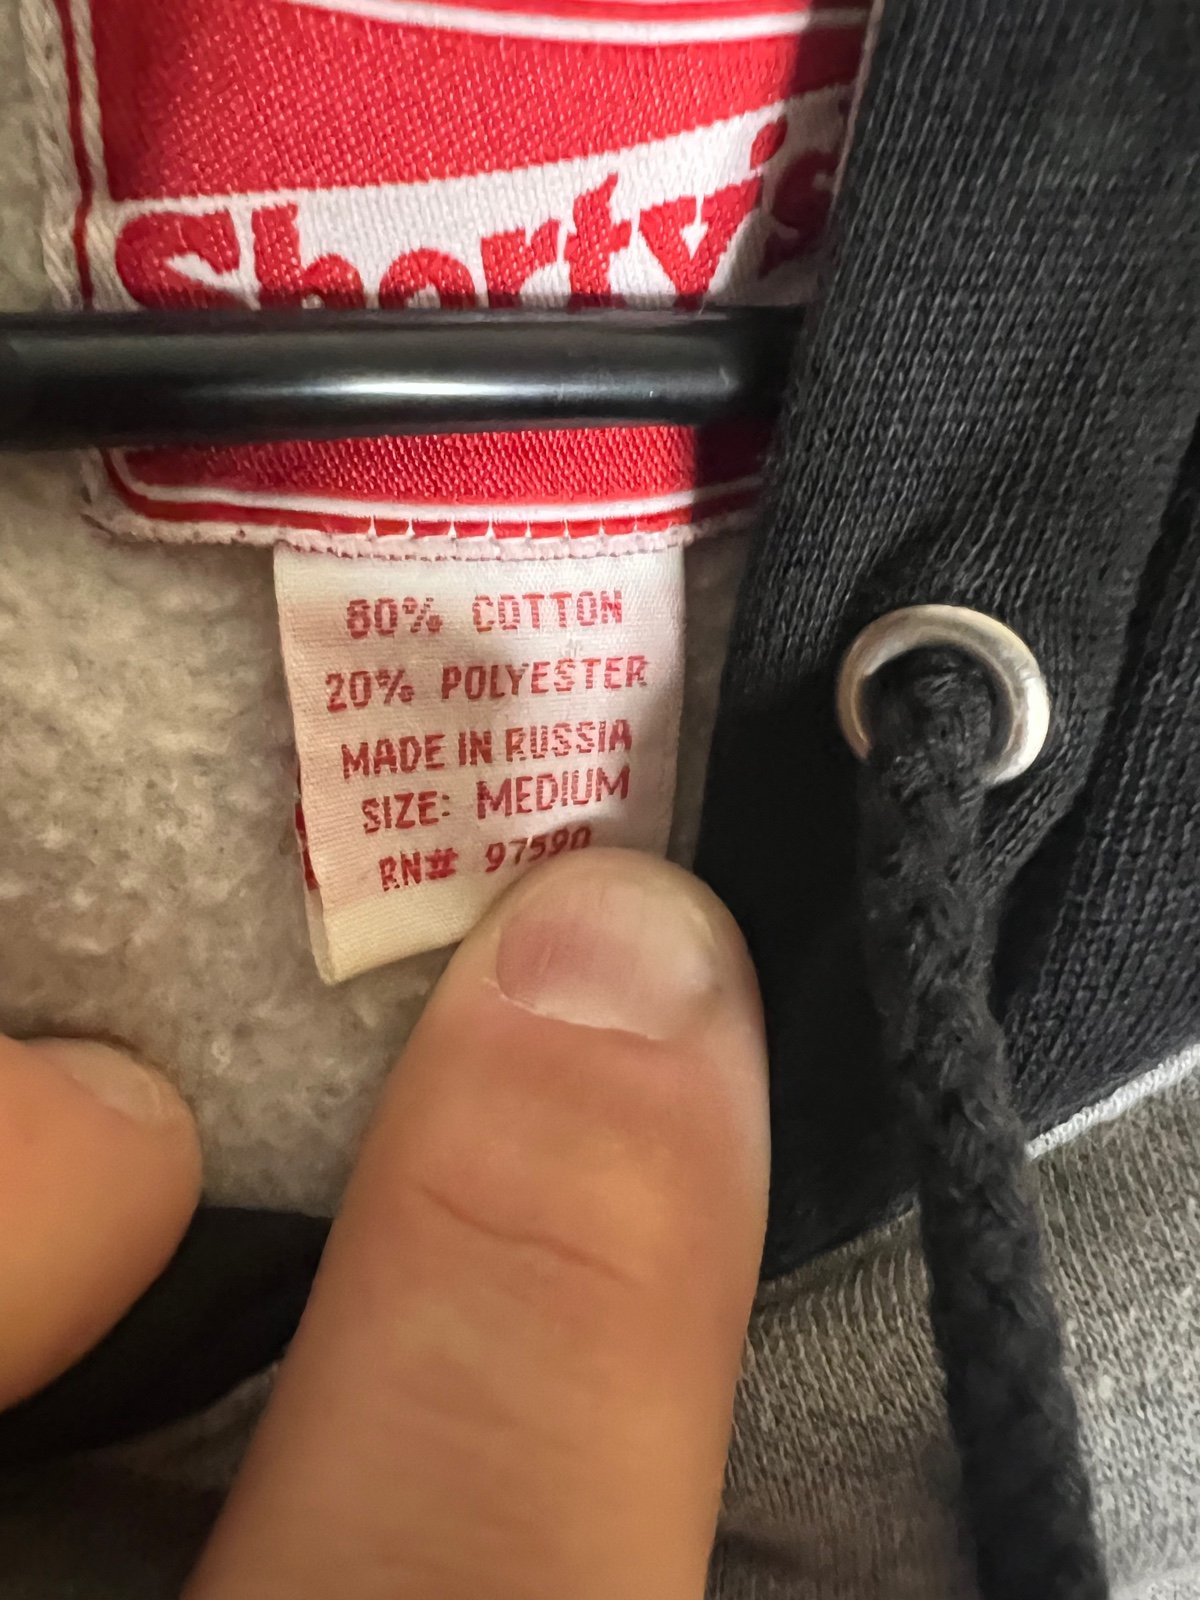 Shorty's
80% COTTON
20% POLYESTER
MADE IN RUSSIA
SIZE: MEDIUM
RN# 97590